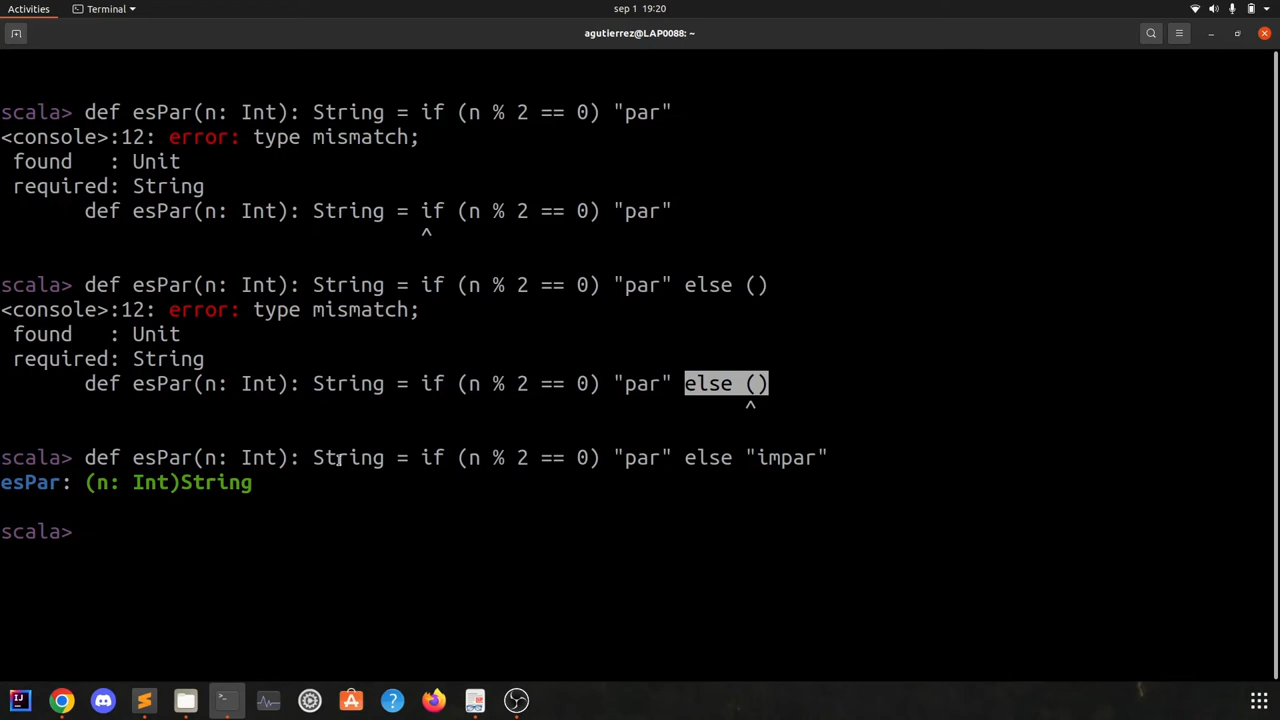 Activities
Terminal
sep 1 19:20
agutierrez@LAP0088: ~
scala> def esPar(n: Int): String = if (n % 2 == 0) "par"
<console>:12: error: type mismatch;
 found   : Unit
 required: String
       def esPar(n: Int): String = if (n % 2 == 0) "par"
                                   ^
scala> def esPar(n: Int): String = if (n % 2 == 0) "par" else ()
<console>:12: error: type mismatch;
 found   : Unit
 required: String
       def esPar(n: Int): String = if (n % 2 == 0) "par" else ()
                                                              ^
scala> def esPar(n: Int): String = if (n % 2 == 0) "par" else "impar"
esPar: (n: Int)String
scala>